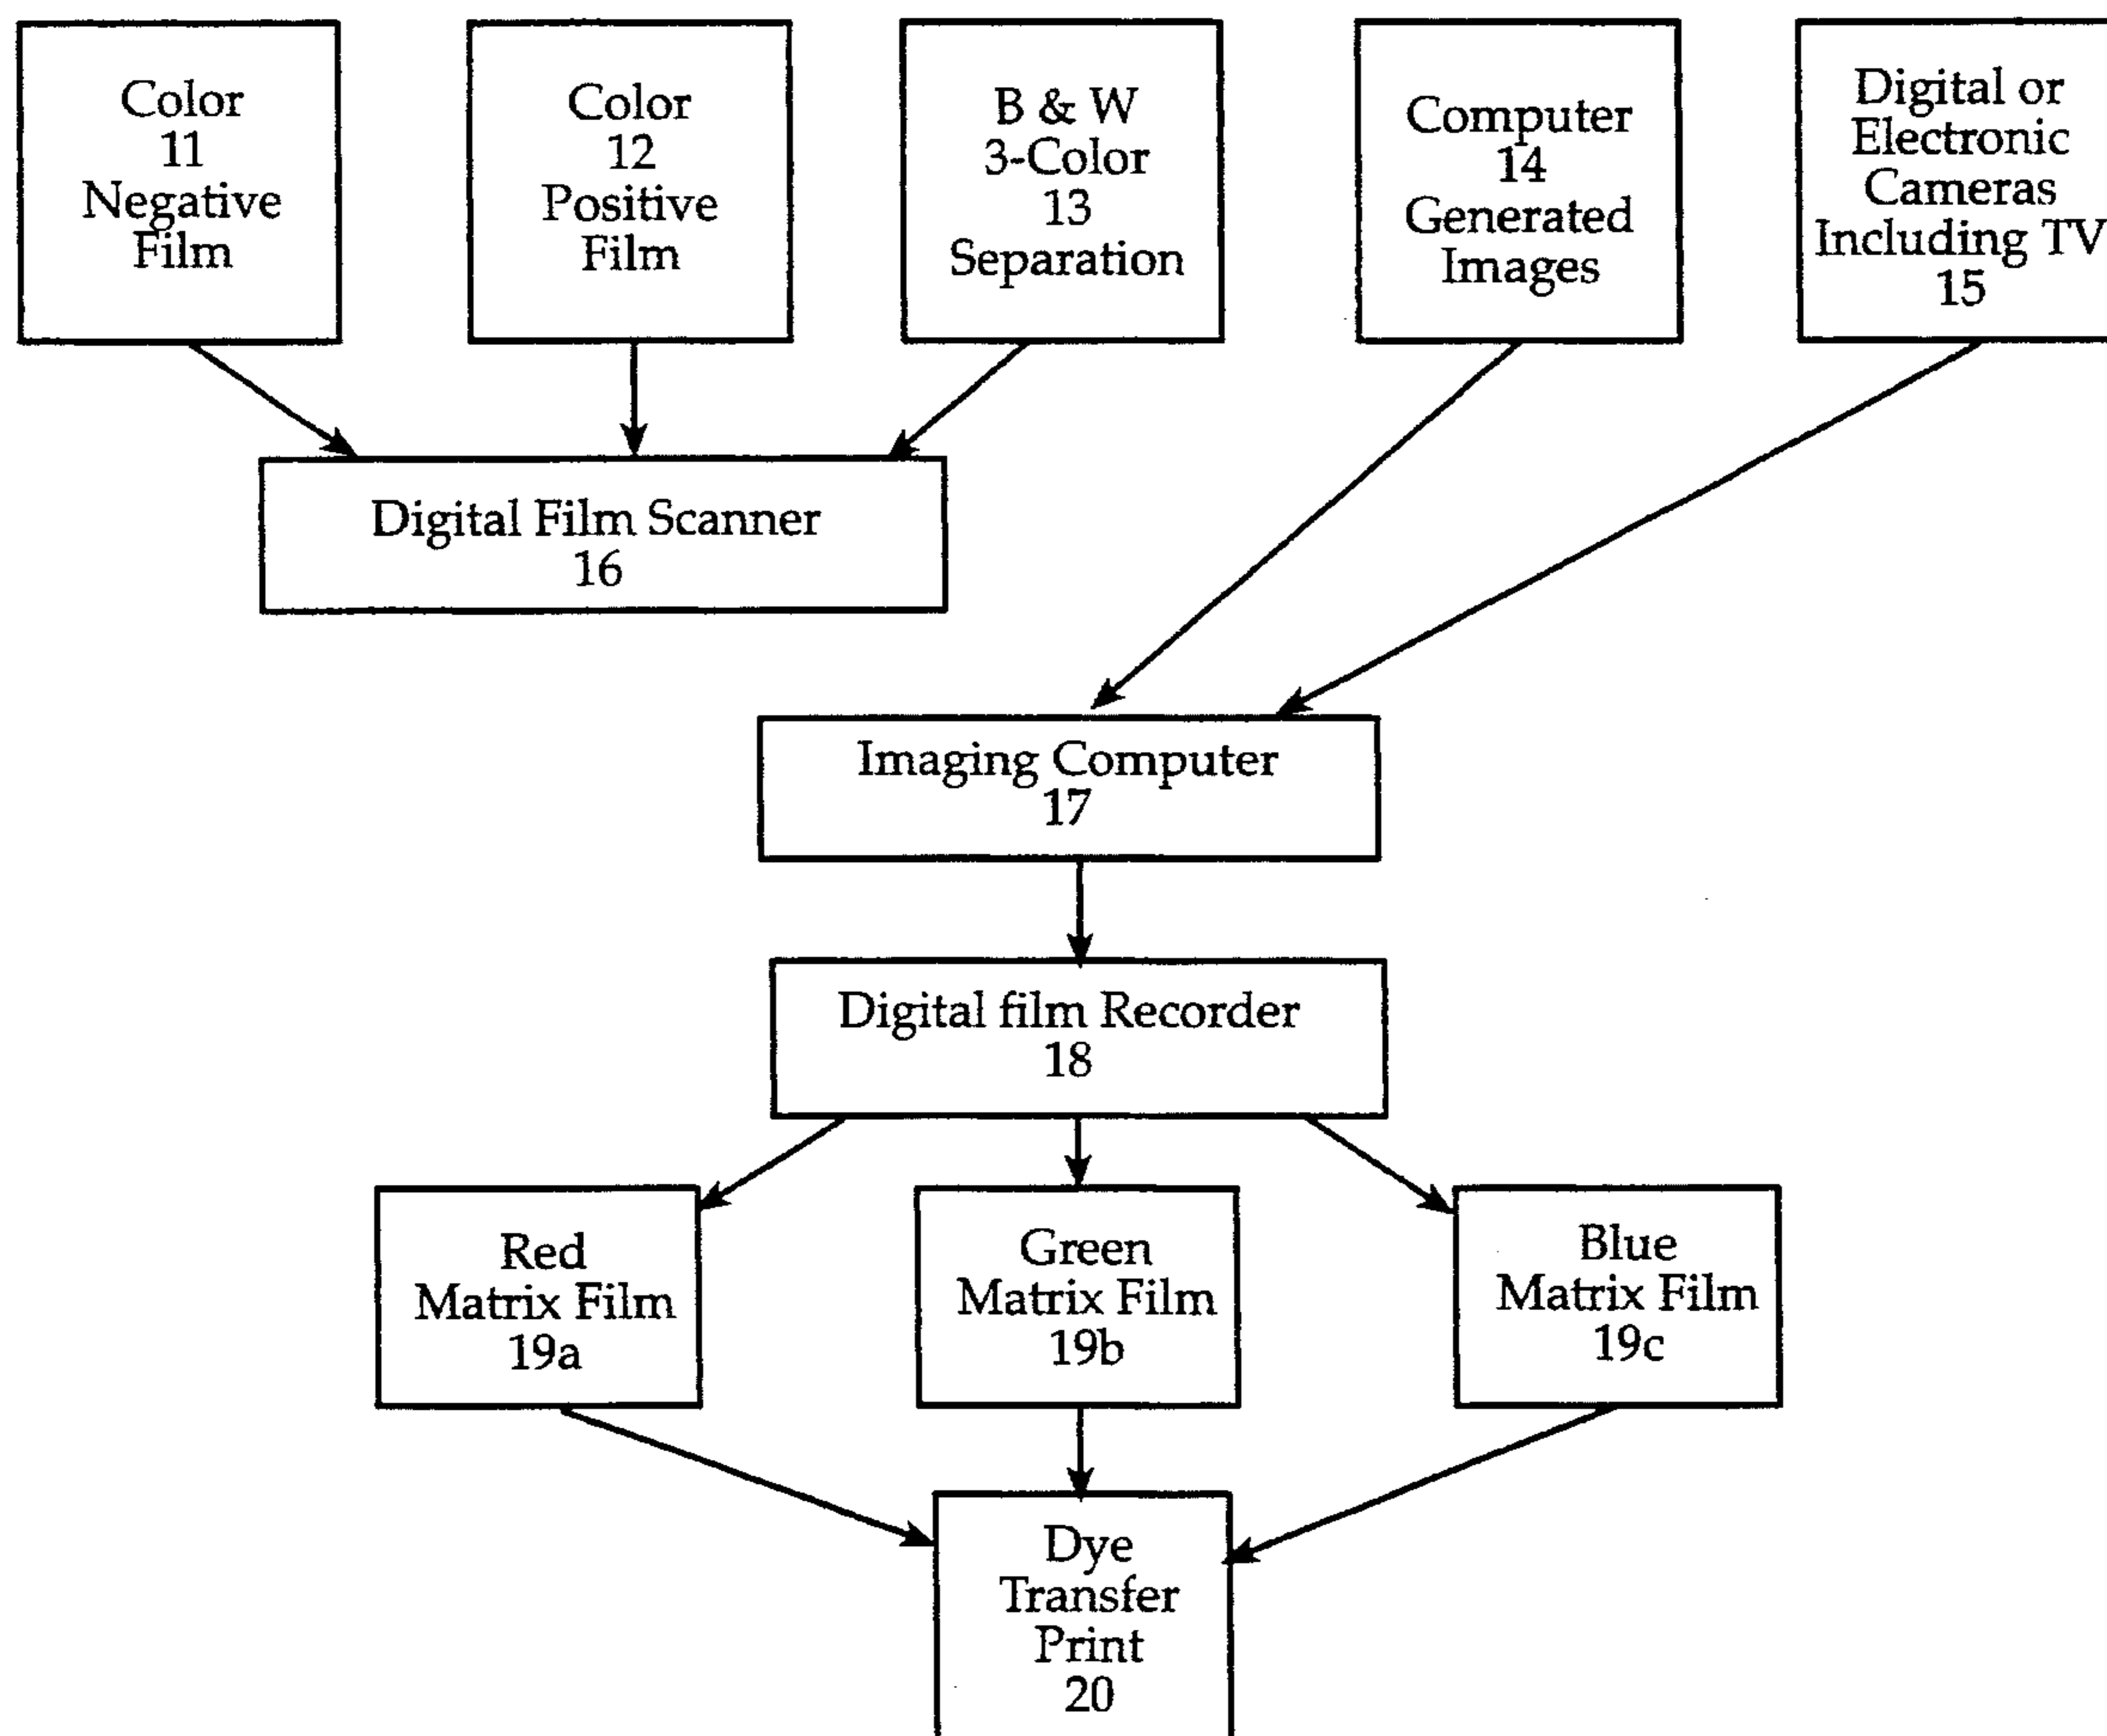 Color
11
Negative
Film
Color
12
Positive
Film
B & W
3-Color
13
Separation
Computer
14
Generated
Images
Digital or
Electronic
Cameras
Including TV
15
Digital Film Scanner
16
Imaging Computer
17
Digital film Recorder
18
Red
Matrix Film
19a
Green
Matrix Film
19b
Blue
Matrix Film
19c
Dye
Transfer
Print
20